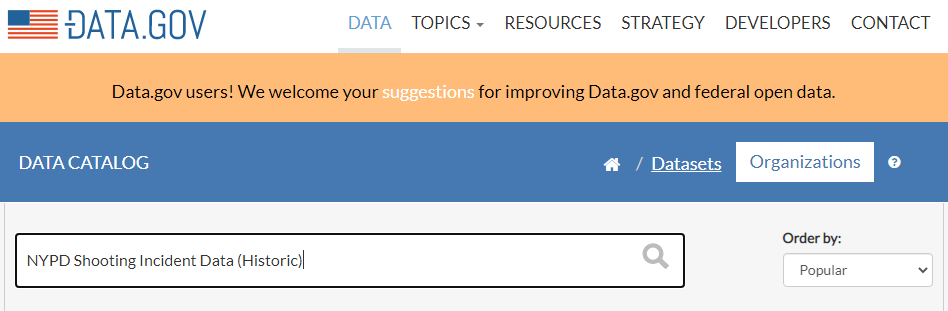 DATA.GOV
DATA TOPICS RESOURCES STRATEGY DEVELOPERS CONTACT
Data.gov users! We welcome your suggestions for improving Data.gov and federal open data.
DATA CATALOG
/ Datasets Organizations ?
Order by:
NYPD Shooting Incident Data (Historic)
Popular